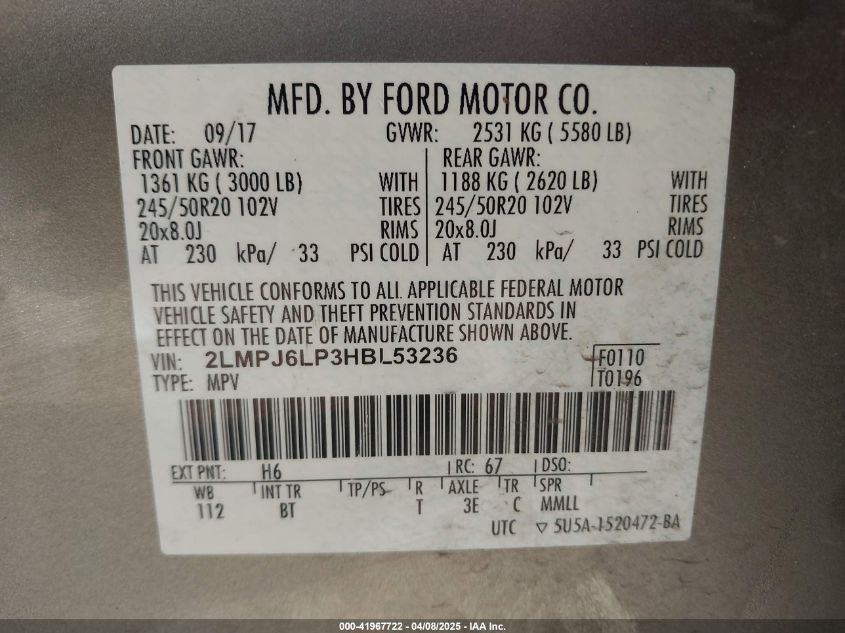 MFD. BY FORD MOTOR CO.
DATE: 09/17 GVWR: 2531 KG ( 5580 LB)
FRONT GAWR: REAR GAWR:
1361 KG ( 3000 LB) WITH 1188 KG ( 2620 LB) WITH
245/50R20 102V TIRES 245/50R20 102V TIRES
20x8.0J RIMS 20x8.0J RIMS
AT 230 kPa/ 33 PSI COLD AT 230 kPa/ 33 PSI COLD
THIS VEHICLE CONFORMS TO ALL APPLICABLE FEDERAL MOTOR
VEHICLE SAFETY AND THEFT PREVENTION STANDARDS IN
EFFECT ON THE DATE OF MANUFACTURE SHOWN ABOVE.
VIN: 2LMPJ6LP3HBL53236 F0110
TYPE: MPV T0196
EXT PNT: H6 RC: 67 DSO:
WB INT TR TP/PS R AXLE TR SPR
112 BT T 3E C MMLL
UTC ▽ 5U5A-1520472-BA
000-41967722 - 04/08/2025 - IAA Inc.